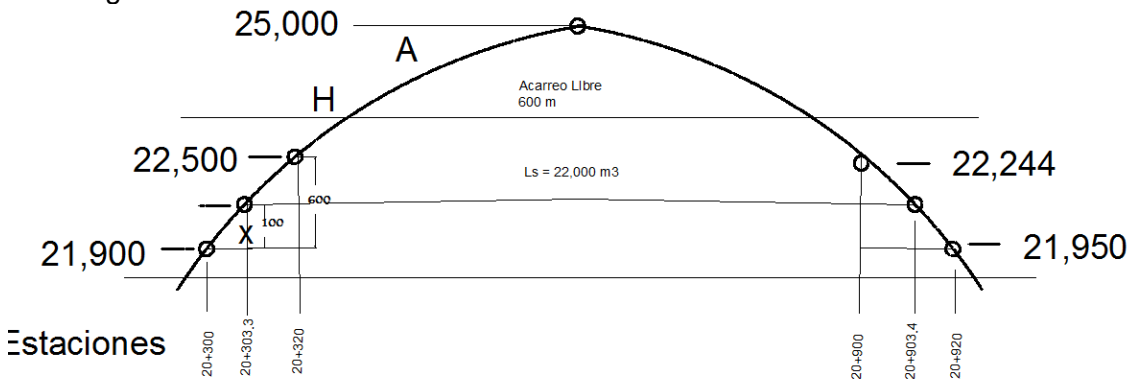 25,000
A
Acarreo LIbre
600 m
H
22,500
22,244
Ls = 22,000 m3
600
100
X
21,900
21,950
Estaciones
20+300
20+303,3
20+320
20+900
20+903,4
20+920